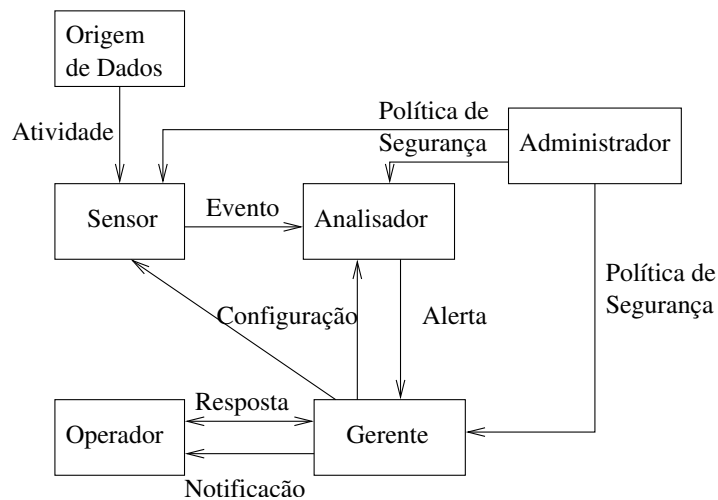 Origem
de Dados
Atividade
Política de
Segurança
Administrador
Sensor
Evento
Analisador
Política de
Segurança
Configuração
Alerta
Operador
Resposta
Gerente
Notificação